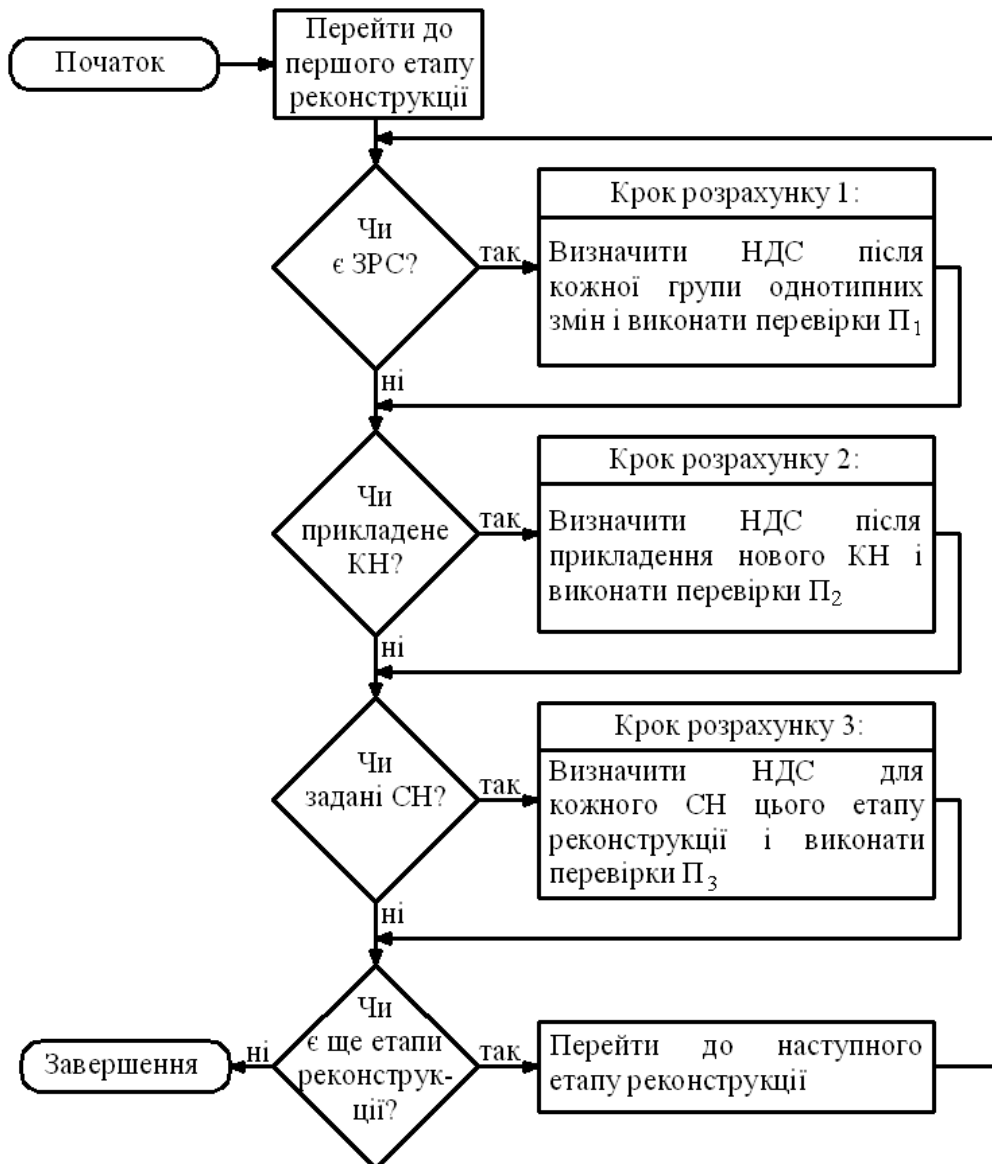 Початок
Перейти до
першого етапу
реконструкції
Чи
є ЗРС?
так
Крок розрахунку 1:
Визначити НДС після
кожної групи однотипних
змін і виконати перевірки П₁
ні
Чи
прикладене
КН?
так
Крок розрахунку 2:
Визначити НДС після
прикладення нового КН і
виконати перевірки П₂
ні
Чи
задані СН?
так
Крок розрахунку 3:
Визначити НДС для
кожного СН цього етапу
реконструкції і виконати
перевірки П₃
ні
Чи
є ще етапи
реконструк-
ції?
ні
Завершення
так
Перейти до наступного
етапу реконструкції